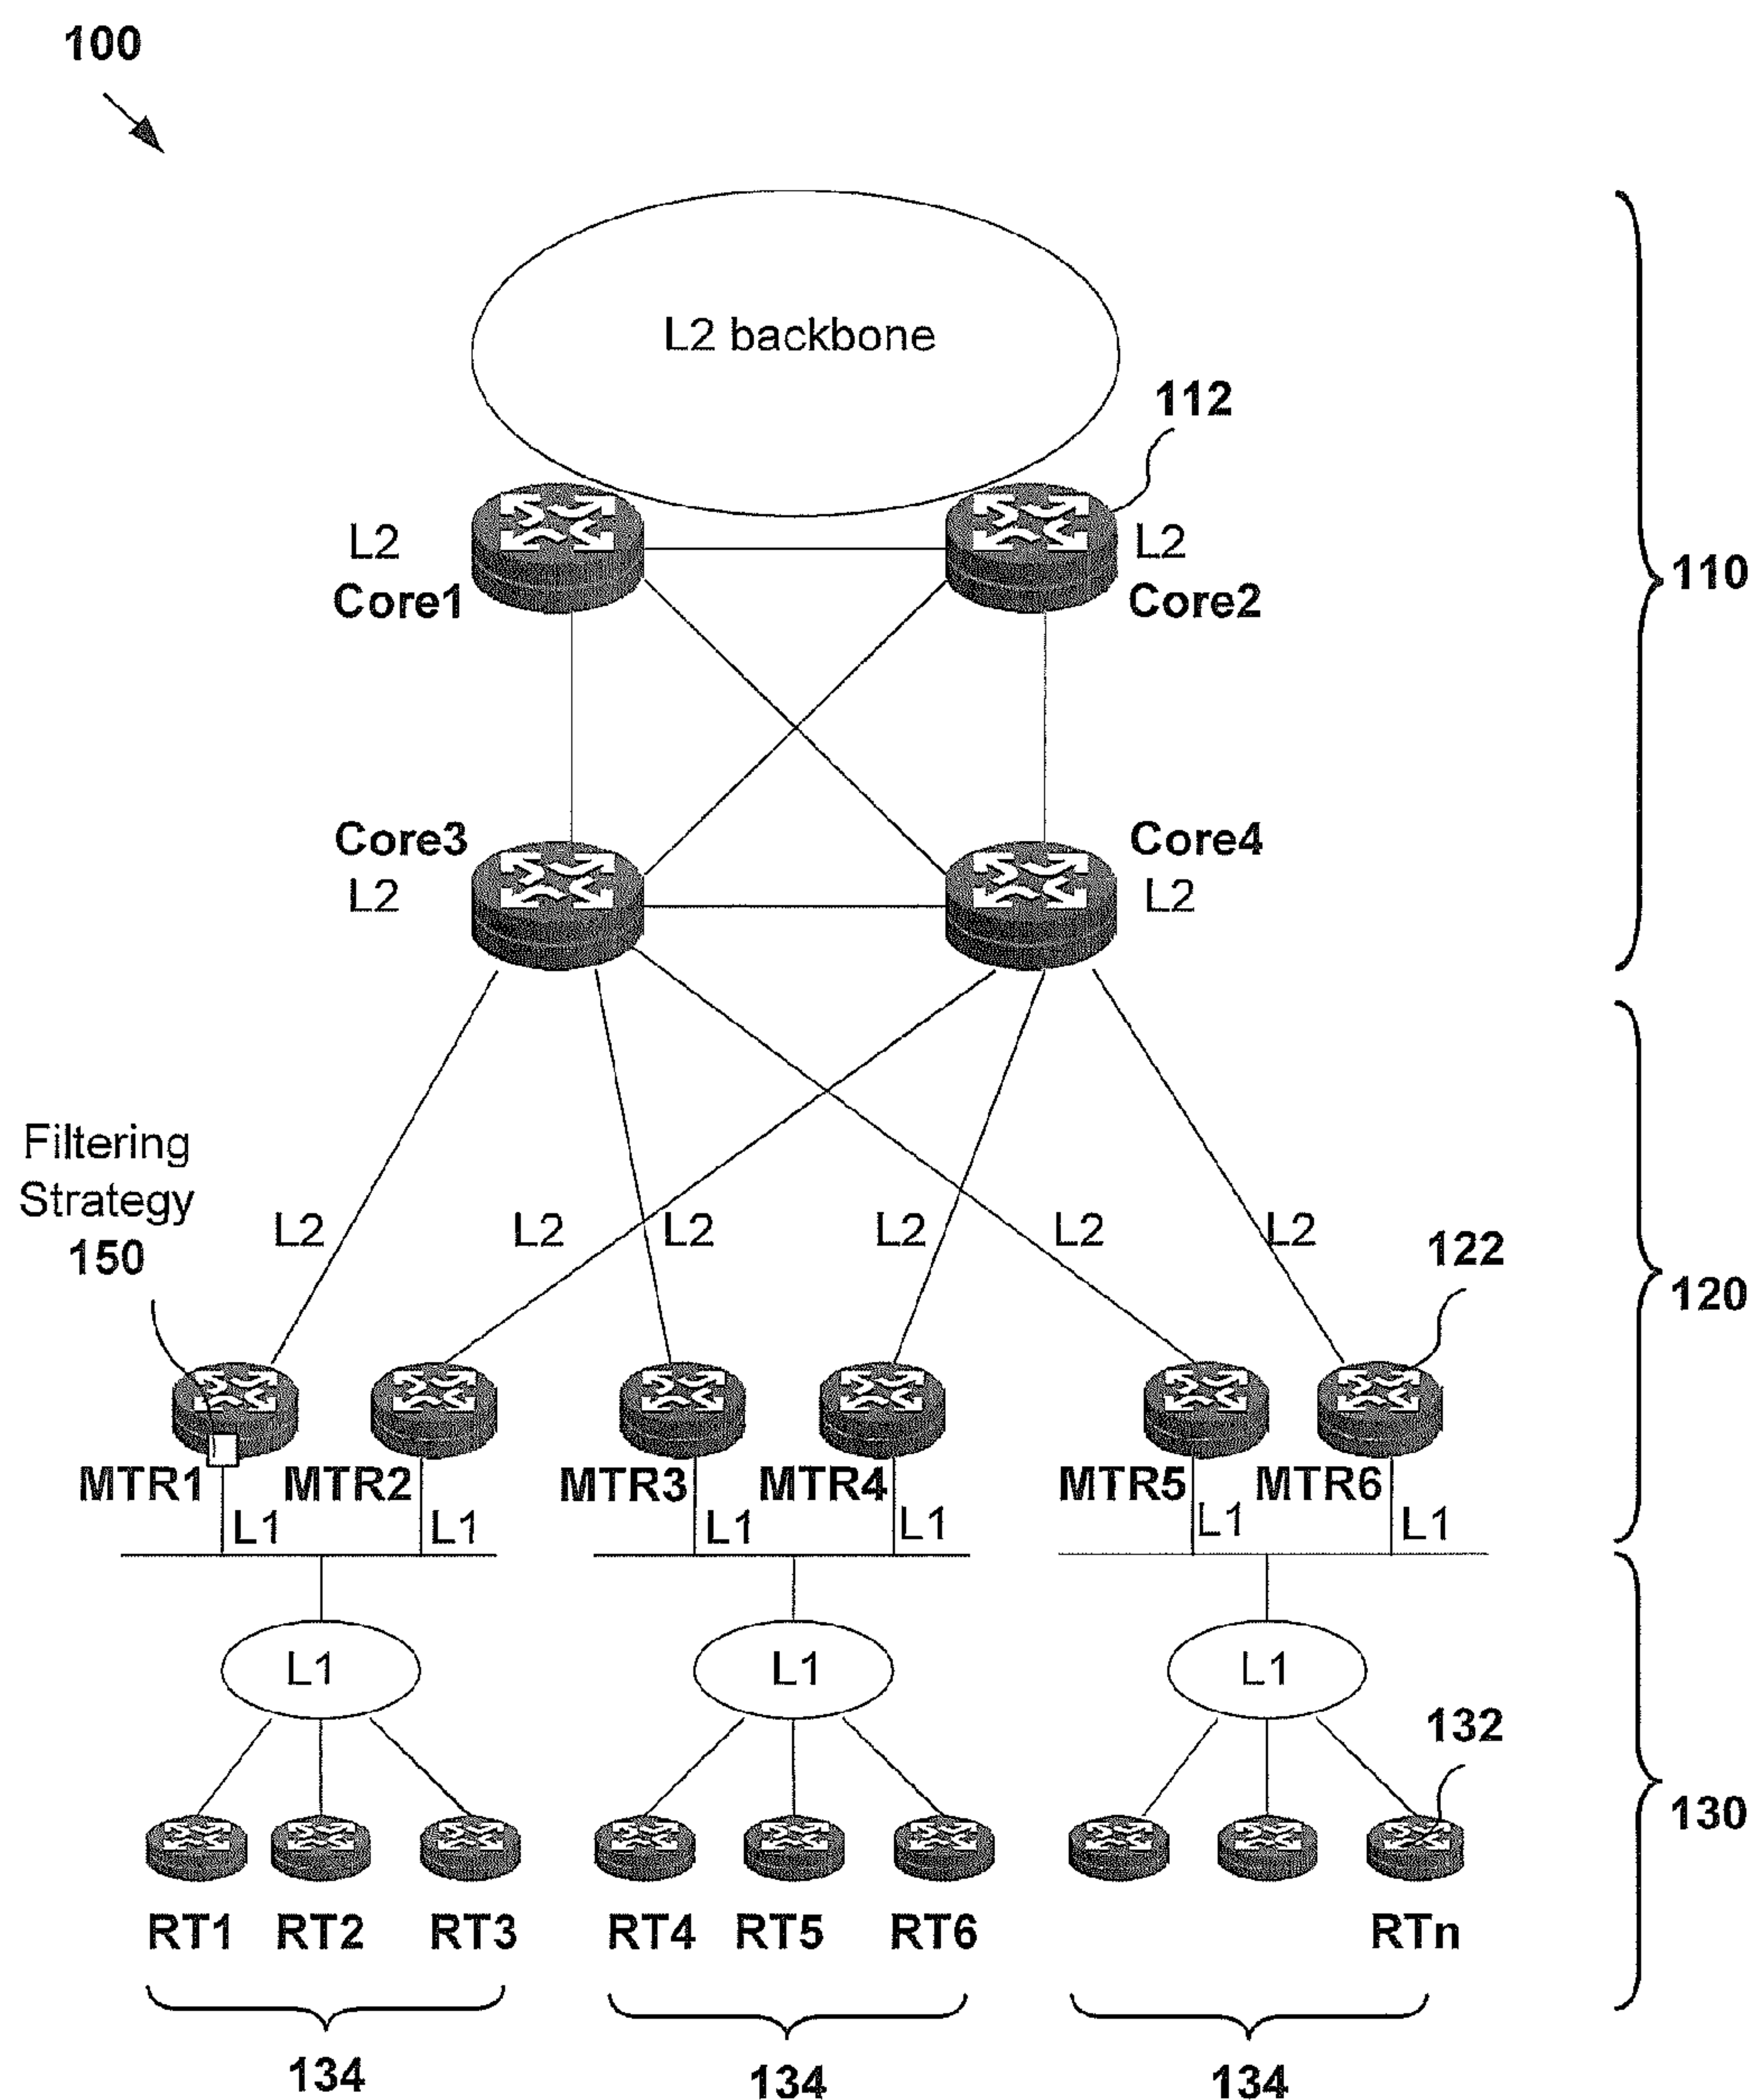 100
L2 backbone
112
L2
L2
Core1
Core2
110
Core3
Core4
L2
L2
Filtering
Strategy
150
L2
L2
L2
L2
L2
L2
122
120
MTR1
MTR2
MTR3
MTR4
MTR5
MTR6
L1
L1
L1
L1
L1
L1
L1
L1
L1
132
130
RT1
RT2
RT3
RT4
RT5
RT6
RTn
134
134
134